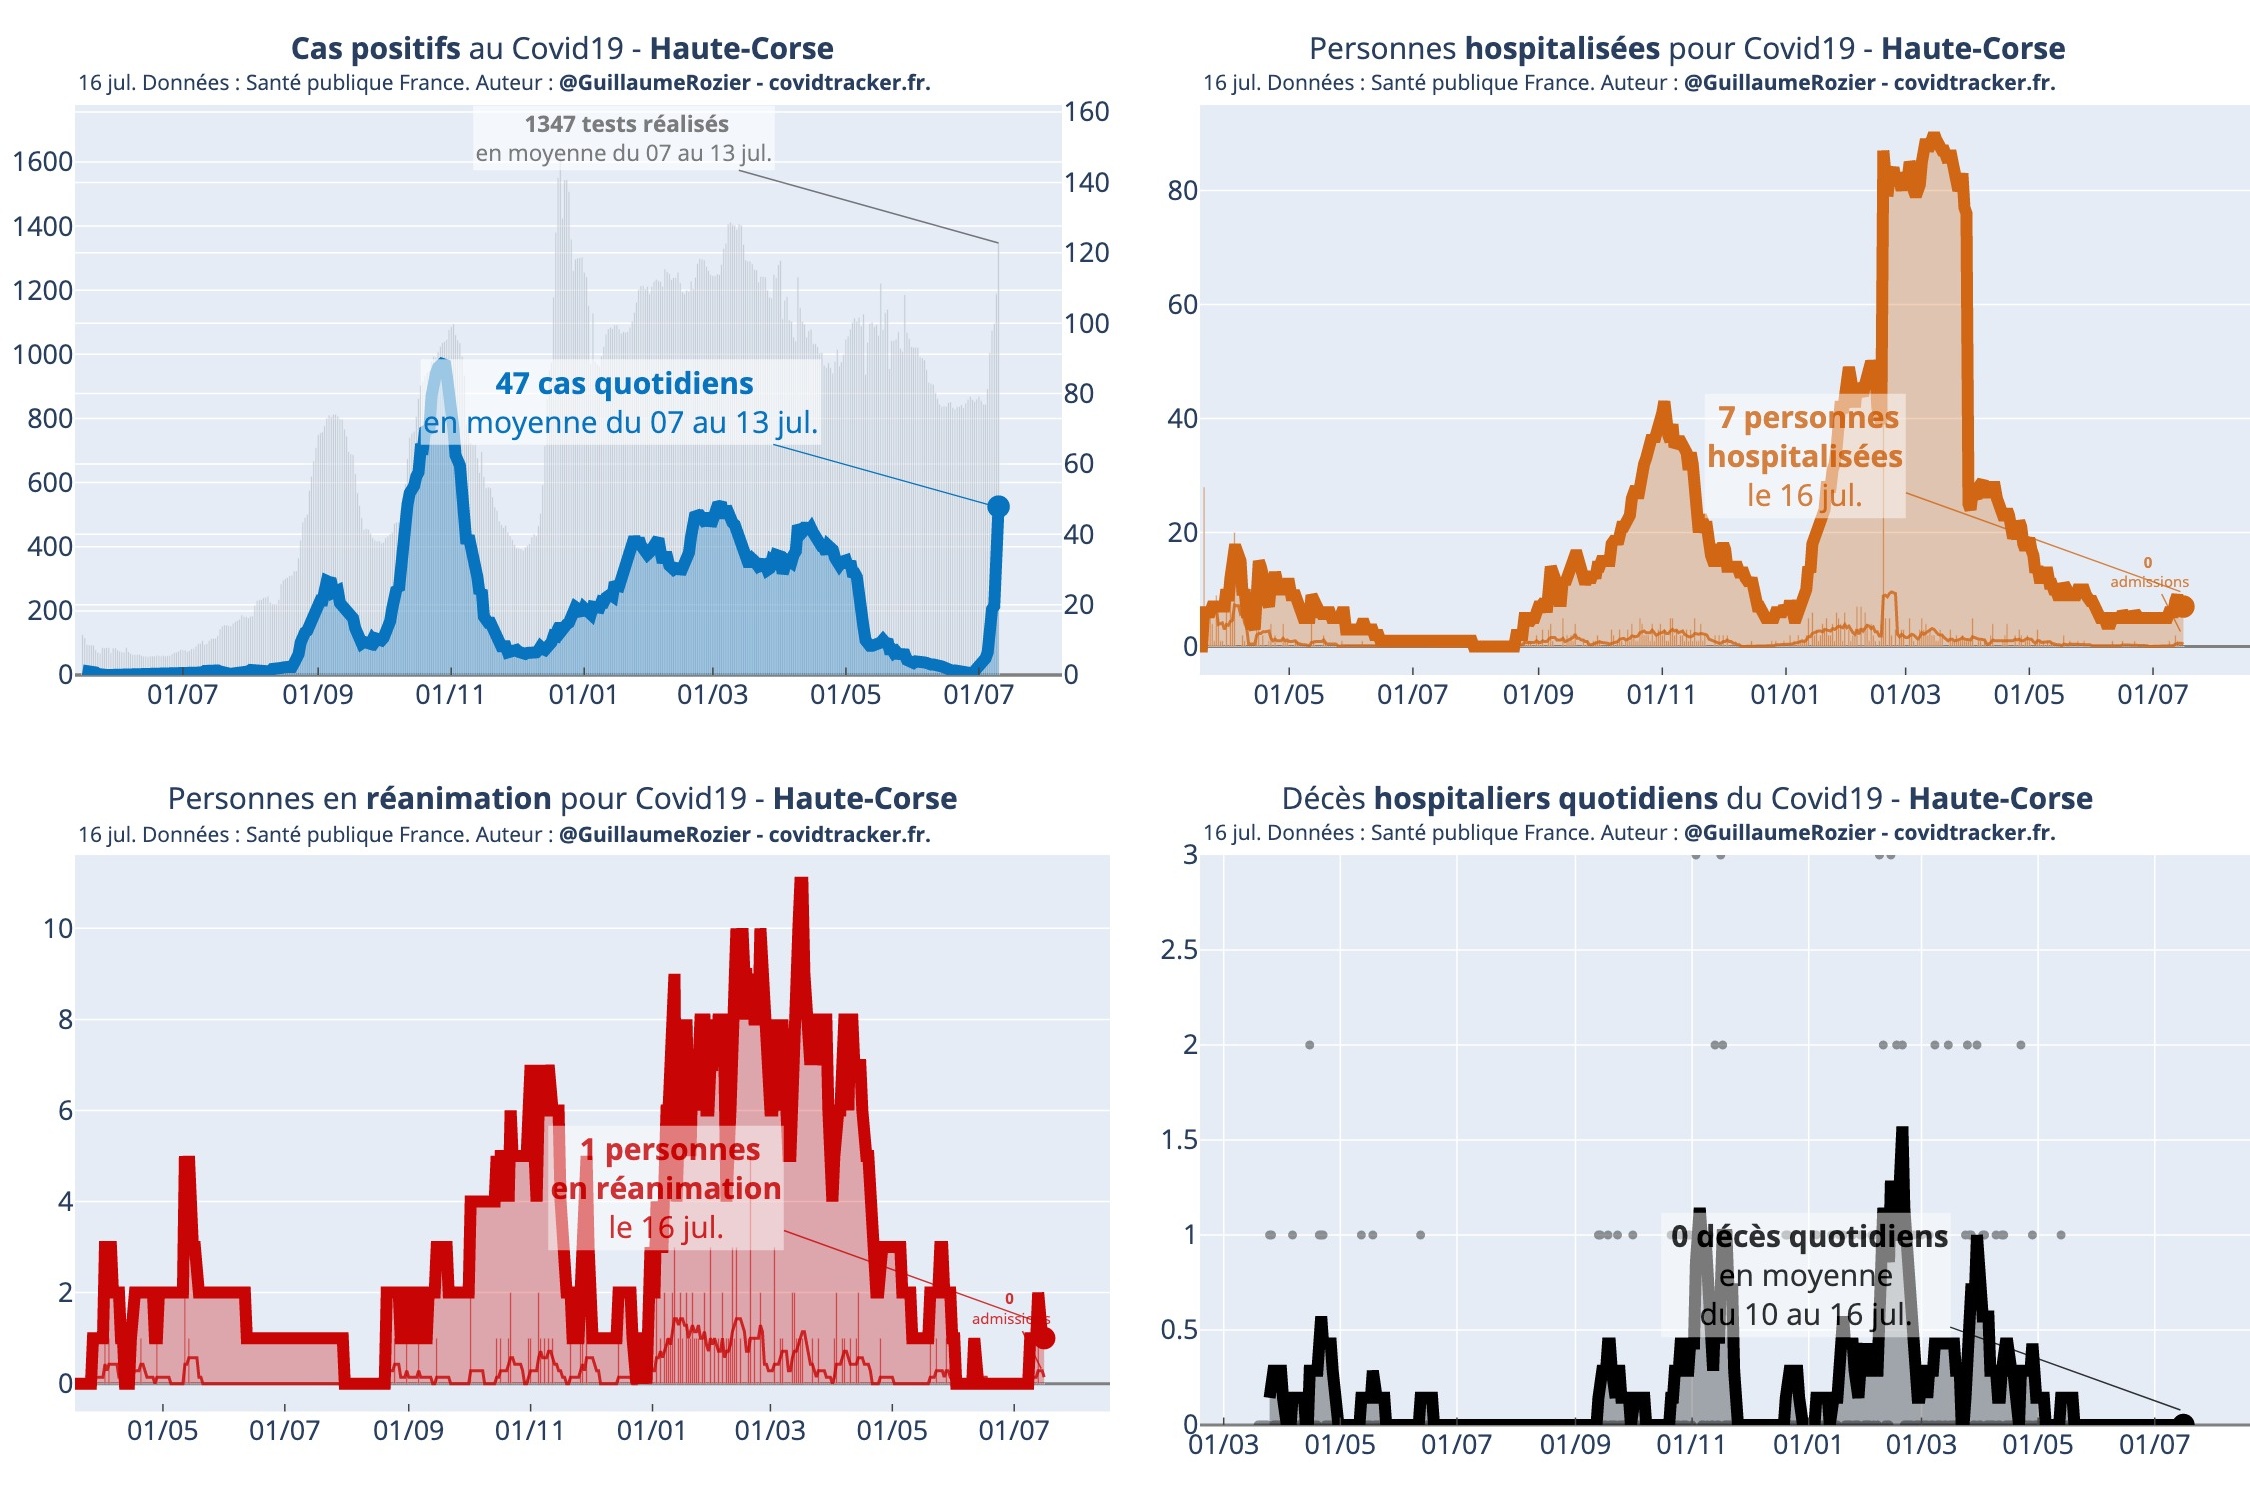 Cas positifs au Covid19 - Haute-Corse
16 jul. Données : Santé publique France. Auteur : @GuillaumeRozier - covidtracker.fr.
1347 tests réalisés
en moyenne du 07 au 13 jul.
47 cas quotidiens
en moyenne du 07 au 13 jul.
1600
1400
1200
1000
800
600
400
200
0
160
140
120
100
80
60
40
20
0
01/07 01/09 01/11 01/01 01/03 01/05 01/07
Personnes hospitalisées pour Covid19 - Haute-Corse
16 jul. Données : Santé publique France. Auteur : @GuillaumeRozier - covidtracker.fr.
80
60
40
20
0
7 personnes
hospitalisées
le 16 jul.
0
admissions
01/05 01/07 01/09 01/11 01/01 01/03 01/05 01/07
Personnes en réanimation pour Covid19 - Haute-Corse
16 jul. Données : Santé publique France. Auteur : @GuillaumeRozier - covidtracker.fr.
10
8
6
4
2
0
1 personnes
en réanimation
le 16 jul.
0
admissions
01/05 01/07 01/09 01/11 01/01 01/03 01/05 01/07
Décès hospitaliers quotidiens du Covid19 - Haute-Corse
16 jul. Données : Santé publique France. Auteur : @GuillaumeRozier - covidtracker.fr.
3
2.5
2
1.5
1
0.5
0
0 décès quotidiens
en moyenne
du 10 au 16 jul.
01/03 01/05 01/07 01/09 01/11 01/01 01/03 01/05 01/07